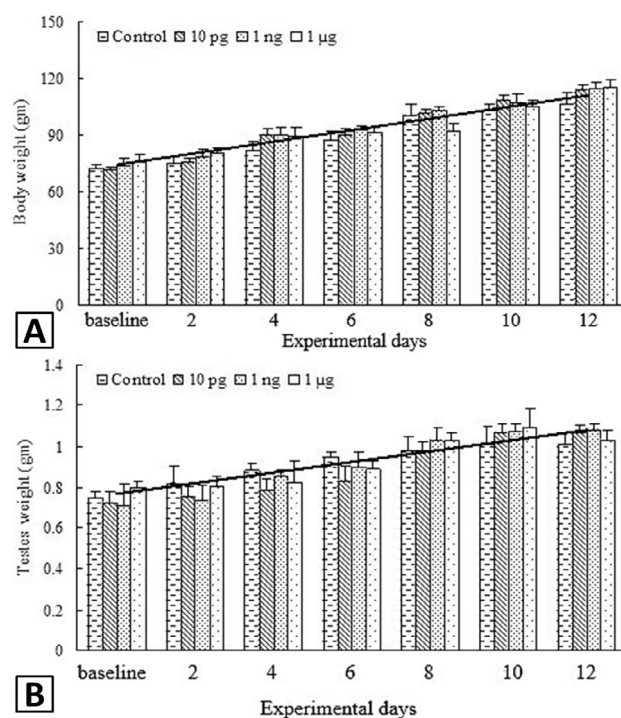 150
120
90
60
30
0
Body weight (gm)
Control 10 pg 1 ng 1 µg
baseline 2 4 6 8 10 12
Experimental days
A
1.4
1.2
1
0.8
0.6
0.4
0.2
0
Testes weight (gm)
Control 10 pg 1 ng 1 µg
baseline 2 4 6 8 10 12
Experimental days
B